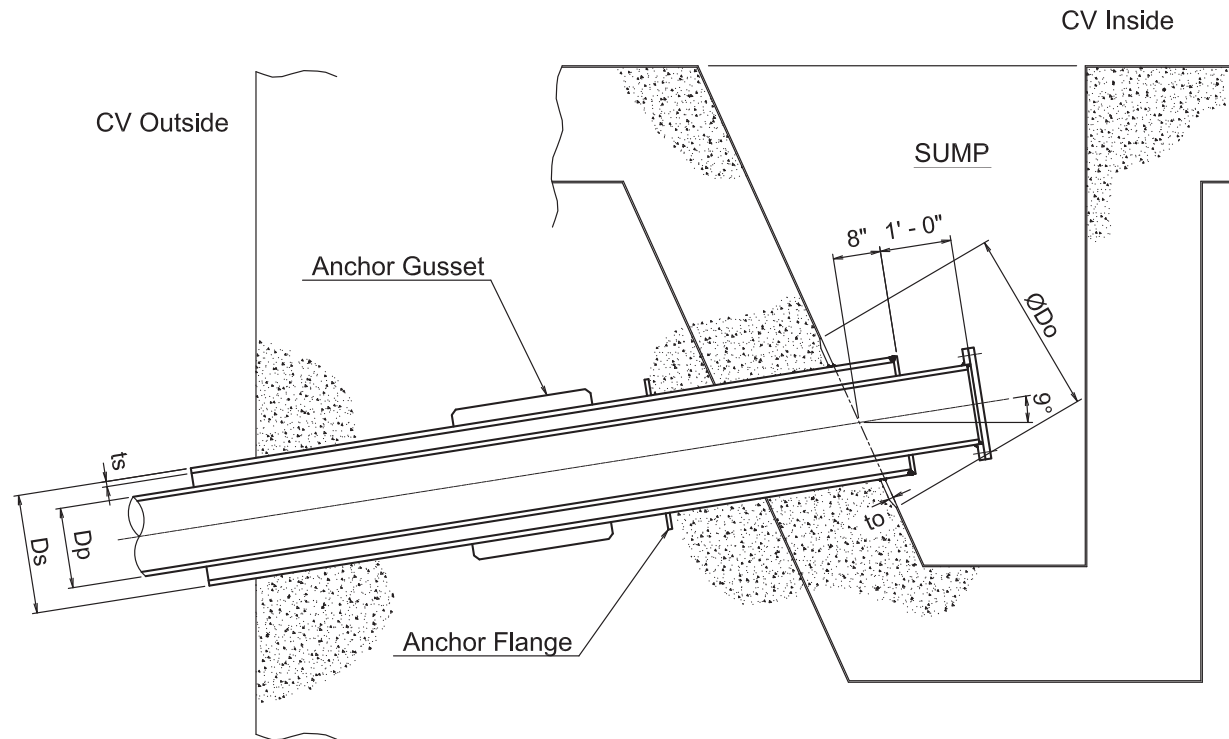 CV Inside
CV Outside
SUMP
8"
1' - 0"
Anchor Gusset
ØDo
9°
ts
to
Dp
Ds
Anchor Flange